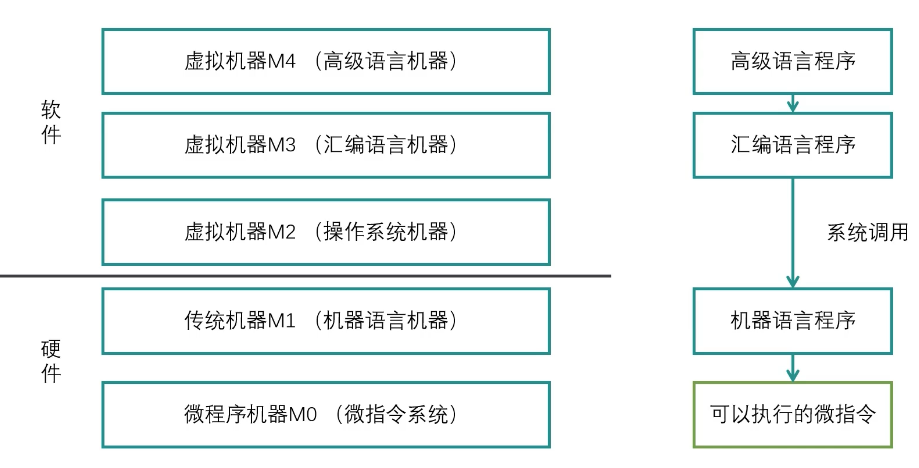 虚拟机器M4 （高级语言机器）
高级语言程序
软
件
虚拟机器M3 （汇编语言机器）
汇编语言程序
虚拟机器M2 （操作系统机器）
系统调用
传统机器M1 （机器语言机器）
机器语言程序
硬
件
微程序机器M0 （微指令系统）
可以执行的微指令